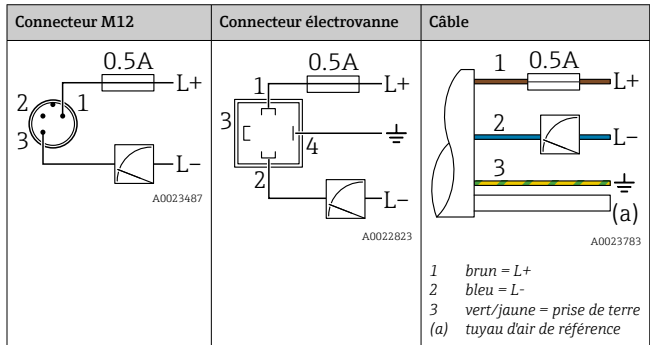 Connecteur M12
Connecteur électrovanne
Câble
0.5A
L+
2
1
3
L–
A0023487
0.5A
1
L+
3
4
2
L–
A0022823
1
0.5A
L+
2
L–
3
(a)
A0023783
1 brun = L+
2 bleu = L-
3 vert/jaune = prise de terre
(a) tuyau d'air de référence